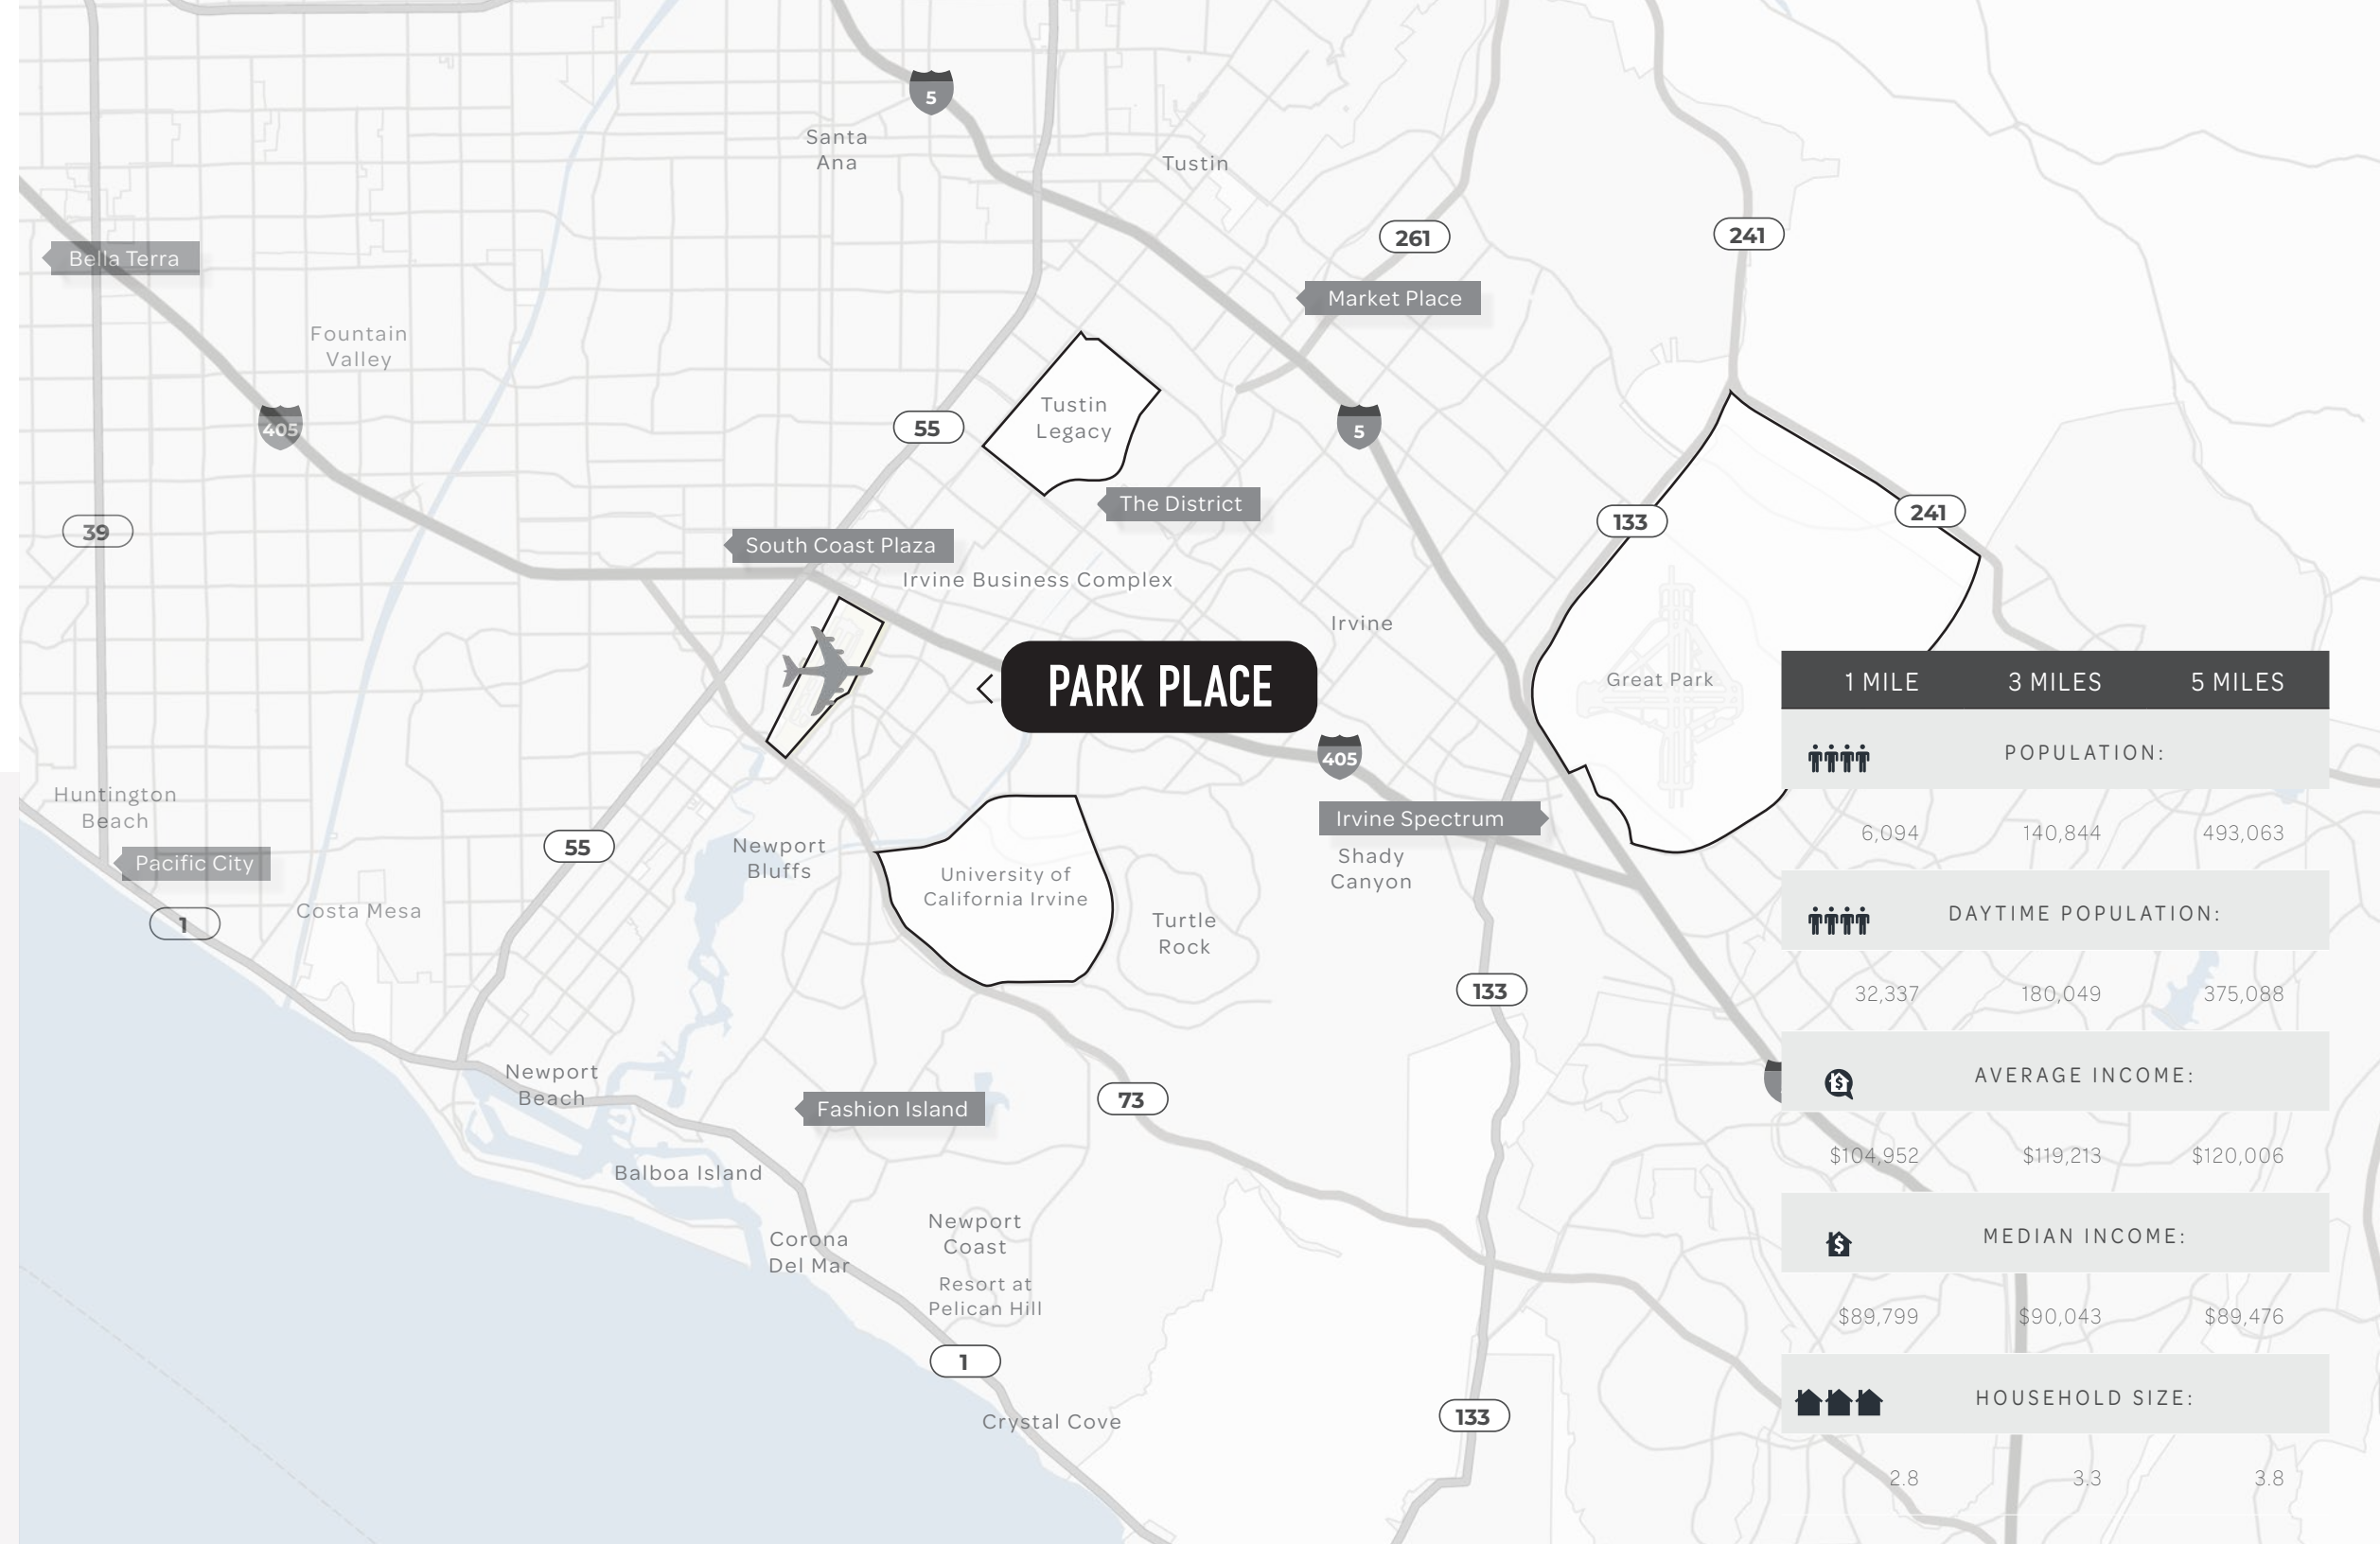 5
Santa
Ana
Tustin
261
241
Bella Terra
Market Place
Fountain
Valley
Tustin
Legacy
405
55
5
The District
133
241
39
South Coast Plaza
Irvine Business Complex
Irvine
PARK PLACE
Great Park
405
Huntington
Beach
Pacific City
1
Costa Mesa
55
Newport
Bluffs
University of
California Irvine
Turtle
Rock
Irvine Spectrum
Shady
Canyon
133
Newport
Beach
Fashion Island
73
Balboa Island
Corona
Del Mar
Newport
Coast
Resort at
Pelican Hill
1
Crystal Cove
133
1 MILE 3 MILES 5 MILES
POPULATION:
6,094 140,844 493,063
DAYTIME POPULATION:
32,337 180,049 375,088
AVERAGE INCOME:
$104,952 $119,213 $120,006
MEDIAN INCOME:
$89,799 $90,043 $89,476
HOUSEHOLD SIZE:
2.8 3.3 3.8